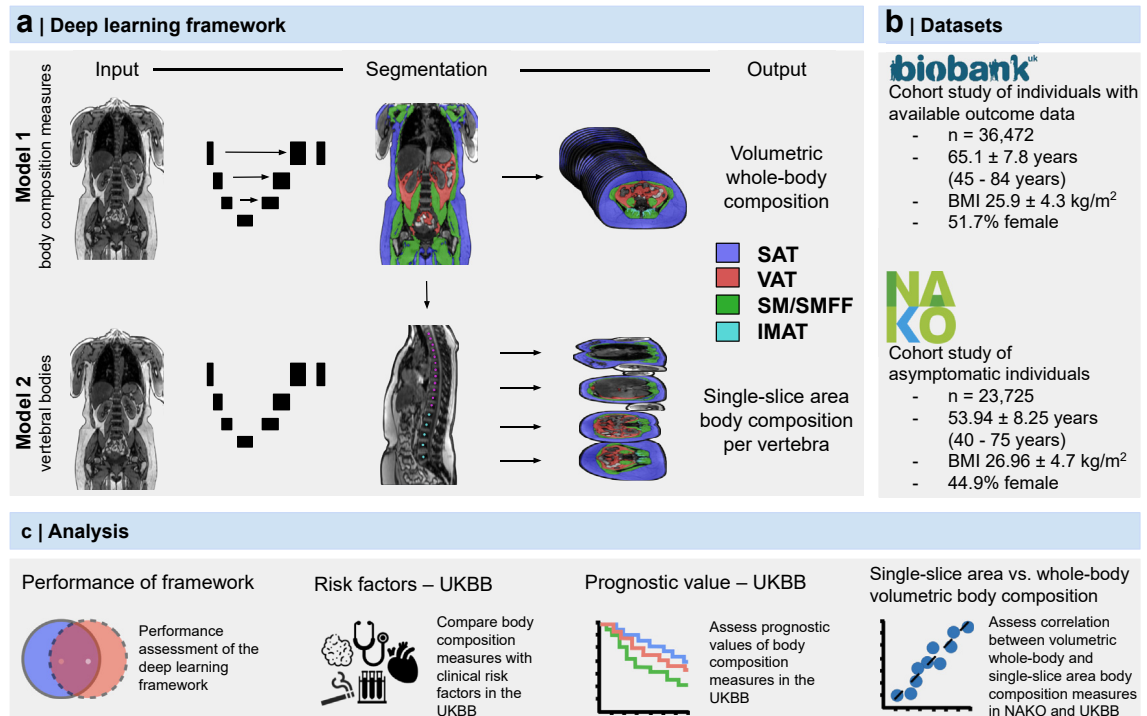 a | Deep learning framework
Input
Segmentation
Output
Model 1
body composition measures
Volumetric
whole-body
composition
SAT
VAT
SM/SMFF
IMAT
Model 2
vertebral bodies
Single-slice area
body composition
per vertebra
b | Datasets
biobank uk
Cohort study of individuals with
available outcome data
- n = 36,472
- 65.1 ± 7.8 years
(45 - 84 years)
- BMI 25.9 ± 4.3 kg/m²
- 51.7% female
NA
KO
Cohort study of
asymptomatic individuals
- n = 23,725
- 53.94 ± 8.25 years
(40 - 75 years)
- BMI 26.96 ± 4.7 kg/m²
- 44.9% female
c | Analysis
Performance of framework
Performance
assessment of the
deep learning
framework
Risk factors – UKBB
Compare body
composition
measures with
clinical risk
factors in the
UKBB
Prognostic value – UKBB
Assess prognostic
values of body
composition
measures in the
UKBB
Single-slice area vs. whole-body
volumetric body composition
Assess correlation
between volumetric
whole-body and
single-slice area body
composition measures
in NAKO and UKBB